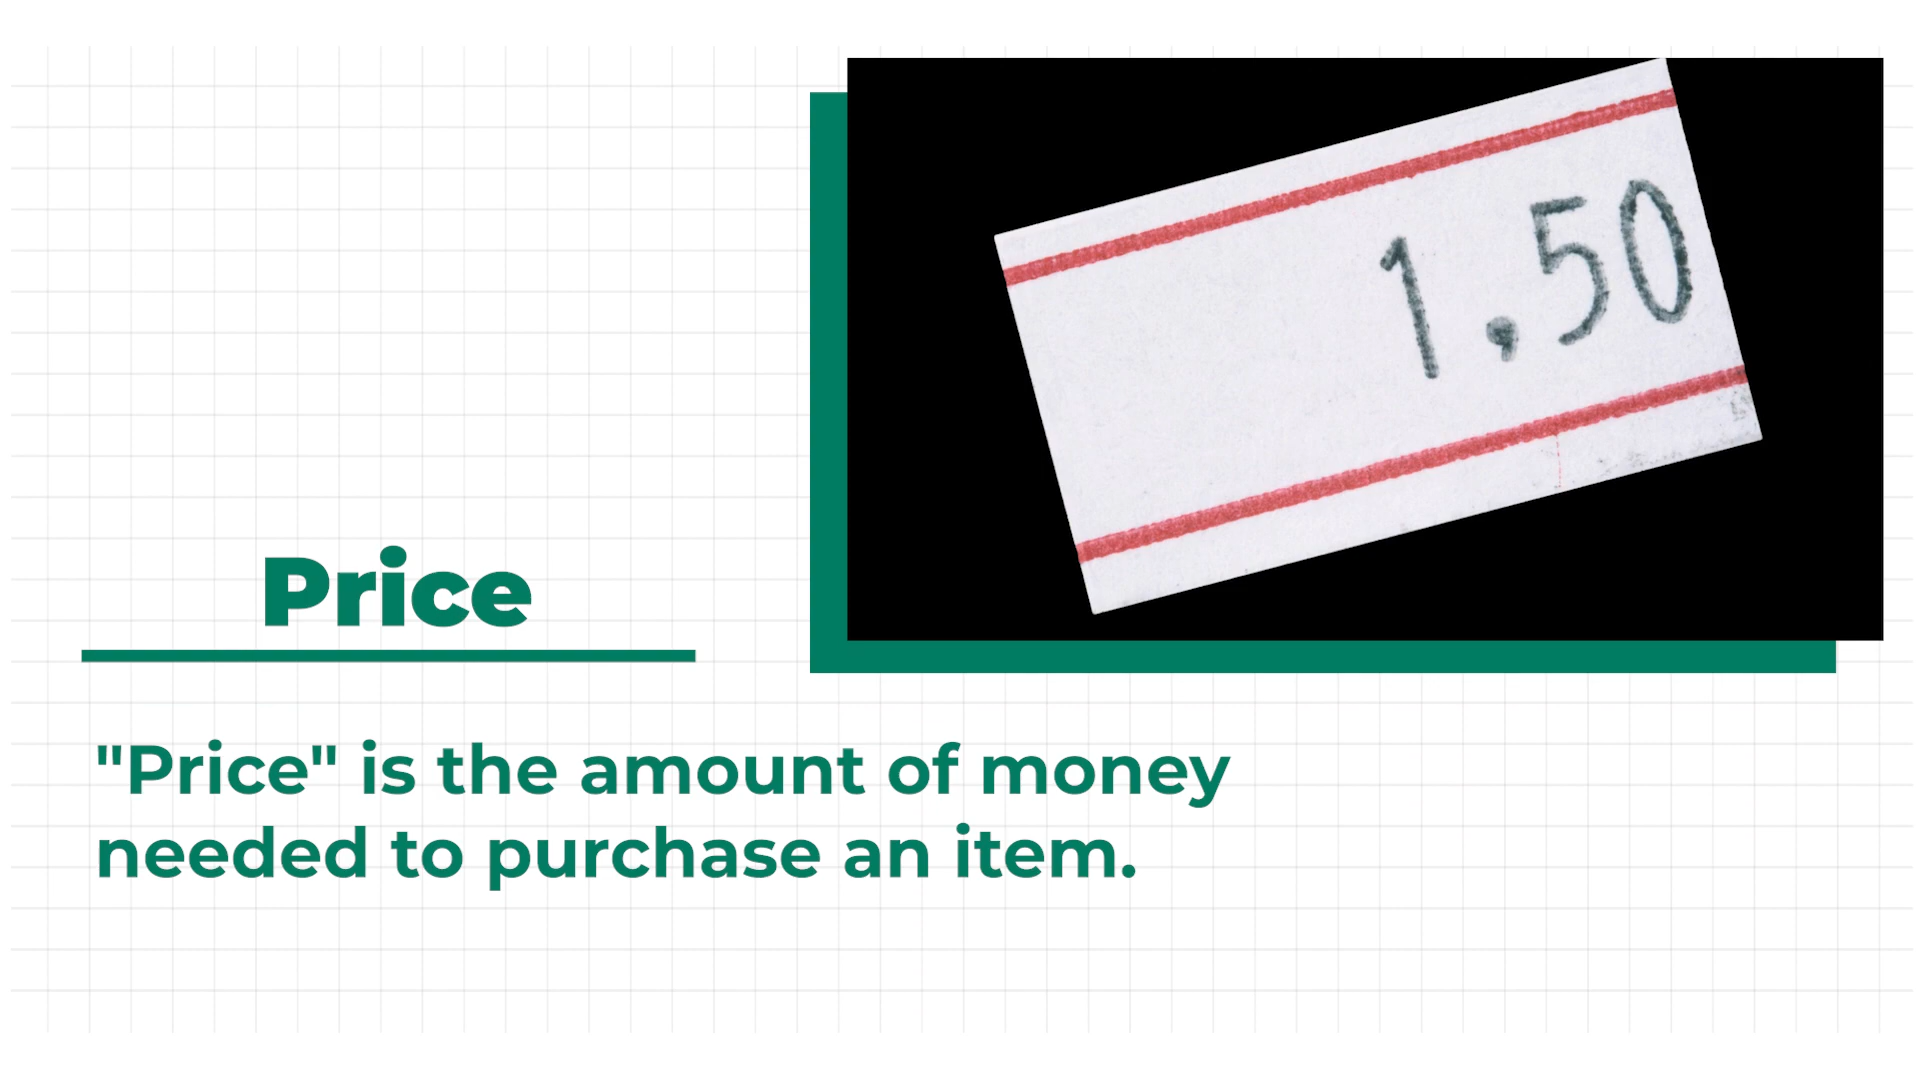 1,50
Price
"Price" is the amount of money
needed to purchase an item.